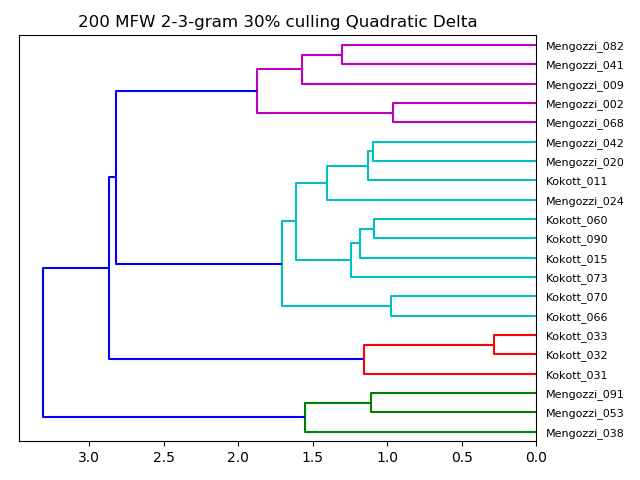 200 MFW 2-3-gram 30% culling Quadratic Delta
Mengozzi_082
Mengozzi_041
Mengozzi_009
Mengozzi_002
Mengozzi_068
Mengozzi_042
Mengozzi_020
Kokott_011
Mengozzi_024
Kokott_060
Kokott_090
Kokott_015
Kokott_073
Kokott_070
Kokott_066
Kokott_033
Kokott_032
Kokott_031
Mengozzi_091
Mengozzi_053
Mengozzi_038
3.0 2.5 2.0 1.5 1.0 0.5 0.0